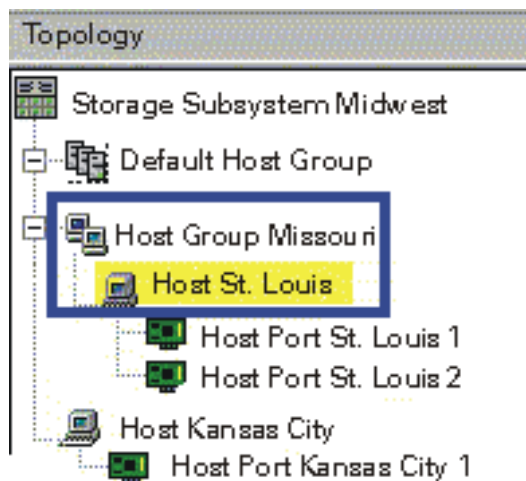 Topology
Storage Subsystem Midwest
Default Host Group
Host Group Missouri
Host St. Louis
Host Port St. Louis 1
Host Port St. Louis 2
Host Kansas City
Host Port Kansas City 1